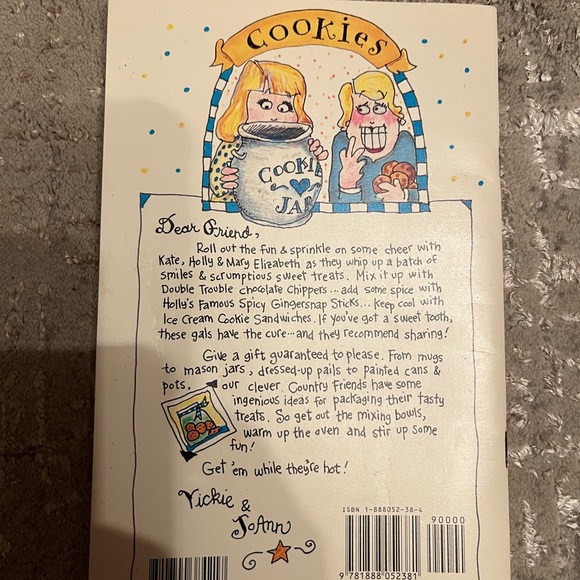 COOKIES
COOKIE
JAR
Dear Friend,
Roll out the fun & sprinkle on some cheer with
Kate, Holly & Mary Elizabeth as they whip up a batch of
smiles & scrumptious sweet treats. Mix it up with
Double Trouble Chocolate Chippers... add some spice with
Holly's Famous Spicy Gingersnap Sticks... keep cool with
Ice Cream Cookie Sandwiches. If you've got a sweet tooth,
these gals have the cure...and they recommend sharing!
Give a gift guaranteed to please. From mugs
to mason jars, dressed-up pails to painted cans &
pots, our clever Country Friends have some
ingenious ideas for packaging their tasty
treats. So get out the mixing bowls,
warm up the oven and stir up some
fun!
Get 'em while they're hot!
Vickie &
JoAnn
ISBN 1-888052-38-4
90000
9 781888 052381